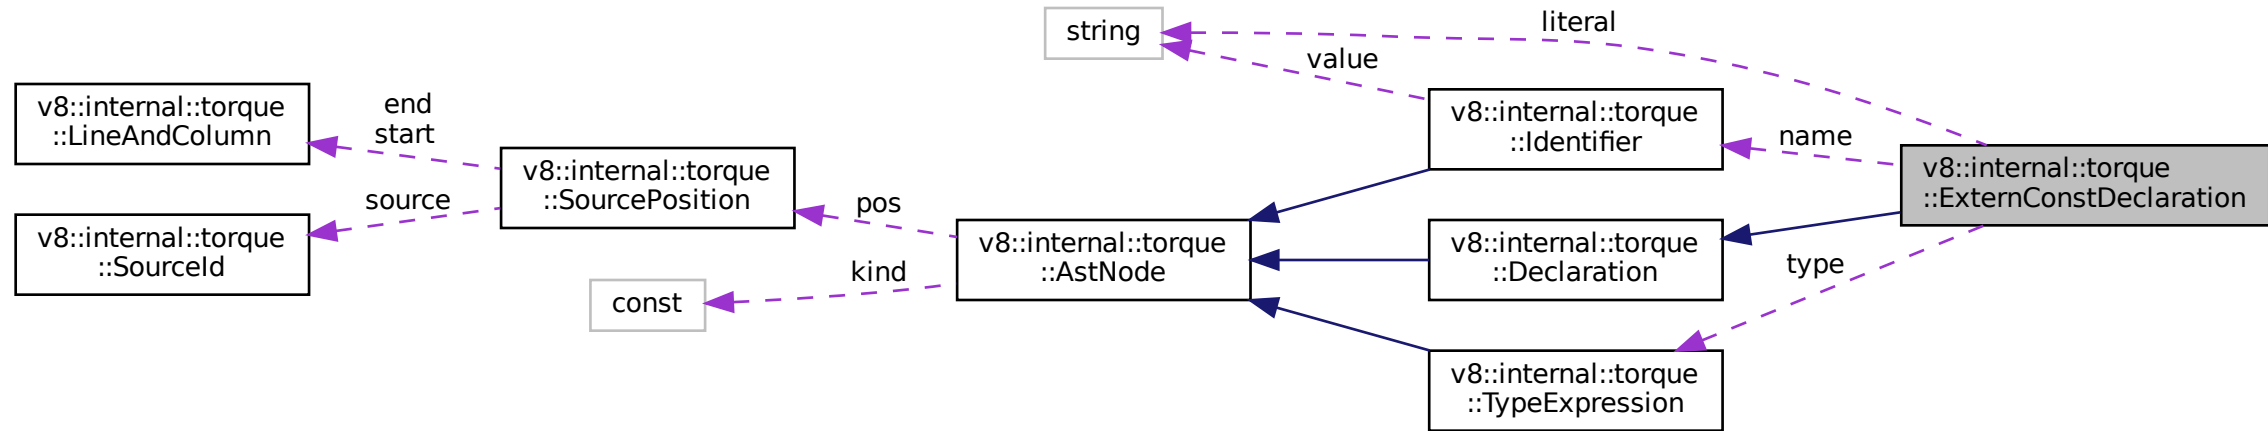 v8::internal::torque
::LineAndColumn
v8::internal::torque
::SourceId
end
start
source
v8::internal::torque
::SourcePosition
const
pos
kind
v8::internal::torque
::AstNode
string
value
literal
v8::internal::torque
::Identifier
v8::internal::torque
::Declaration
v8::internal::torque
::TypeExpression
name
type
v8::internal::torque
::ExternConstDeclaration